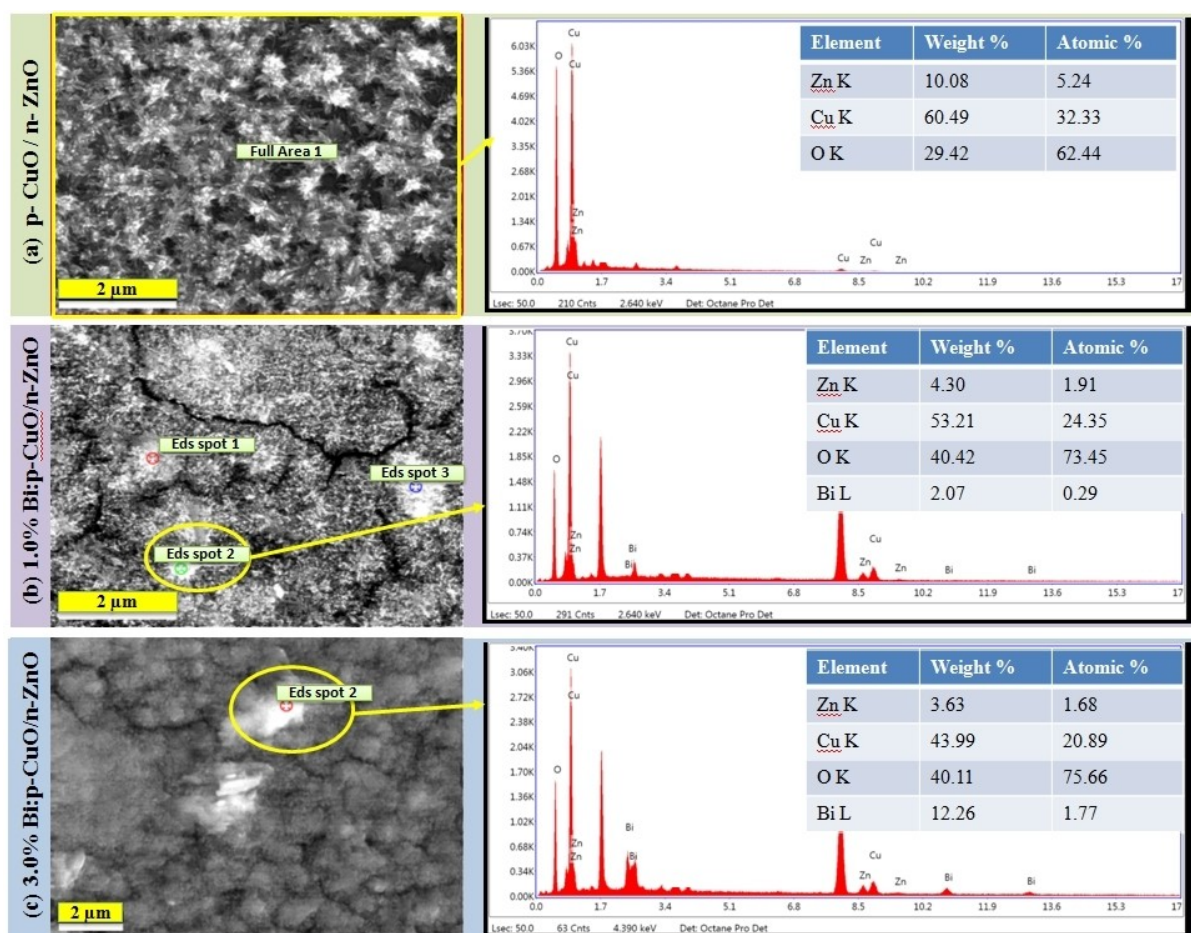 (a) p- CuO / n- ZnO
Full Area 1
2 µm
6.03K
5.36K
4.69K
4.02K
3.35K
2.68K
2.01K
1.34K
0.67K
0.00K
O
Cu
Cu
Zn
Zn
Cu
Zn
Cu
Zn
0.0 1.7 3.4 5.1 6.8 8.5 10.2 11.9 13.6 15.3 17
Lsec: 50.0 210 Cnts 2.640 keV Det: Octane Pro Det
Element Weight % Atomic %
Zn K 10.08 5.24
Cu K 60.49 32.33
O K 29.42 62.44
(b) 1.0% Bi:p-CuO/n-ZnO
Eds spot 1
Eds spot 3
Eds spot 2
2 µm
3.70K
3.33K
2.96K
2.59K
2.22K
1.85K
1.48K
1.11K
0.74K
0.37K
0.00K
Cu
Cu
O
Zn
Zn
Bi
Bi
Zn
Cu
Zn
Bi
Bi
0.0 1.7 3.4 5.1 6.8 8.5 10.2 11.9 13.6 15.3 17
Lsec: 50.0 291 Cnts 2.640 keV Det: Octane Pro Det
Element Weight % Atomic %
Zn K 4.30 1.91
Cu K 53.21 24.35
O K 40.42 73.45
Bi L 2.07 0.29
(c) 3.0% Bi:p-CuO/n-ZnO
Eds spot 2
2 µm
3.40K
3.06K
2.72K
2.38K
2.04K
1.70K
1.36K
1.02K
0.68K
0.34K
0.00K
Cu
Cu
O
Zn
Zn
Bi
Bi
Zn
Cu
Zn
Bi
Bi
0.0 1.7 3.4 5.1 6.8 8.5 10.2 11.9 13.6 15.3 17
Lsec: 50.0 63 Cnts 4.390 keV Det: Octane Pro Det
Element Weight % Atomic %
Zn K 3.63 1.68
Cu K 43.99 20.89
O K 40.11 75.66
Bi L 12.26 1.77